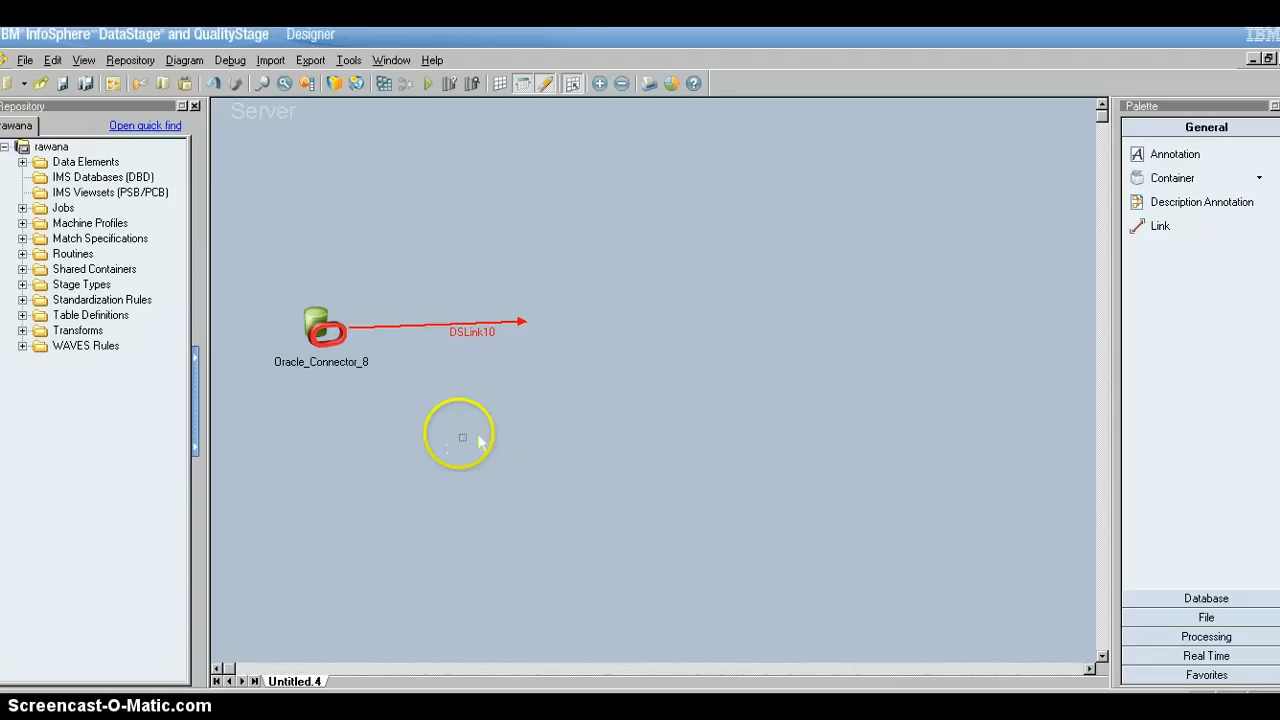 BM InfoSphere DataStage and QualityStage Designer
IBM
File Edit View Repository Diagram Debug Import Export Tools Window Help
Repository
rawana Open quick find
rawana
Data Elements
IMS Databases (DBD)
IMS Viewsets (PSB/PCB)
Jobs
Machine Profiles
Match Specifications
Routines
Shared Containers
Stage Types
Standardization Rules
Table Definitions
Transforms
WAVES Rules
Server
DSLink10
Oracle_Connector_8
Untitled.4
Palette
General
A Annotation
Container
Description Annotation
Link
Database
File
Processing
Real Time
Favorites
Screencast-O-Matic.com